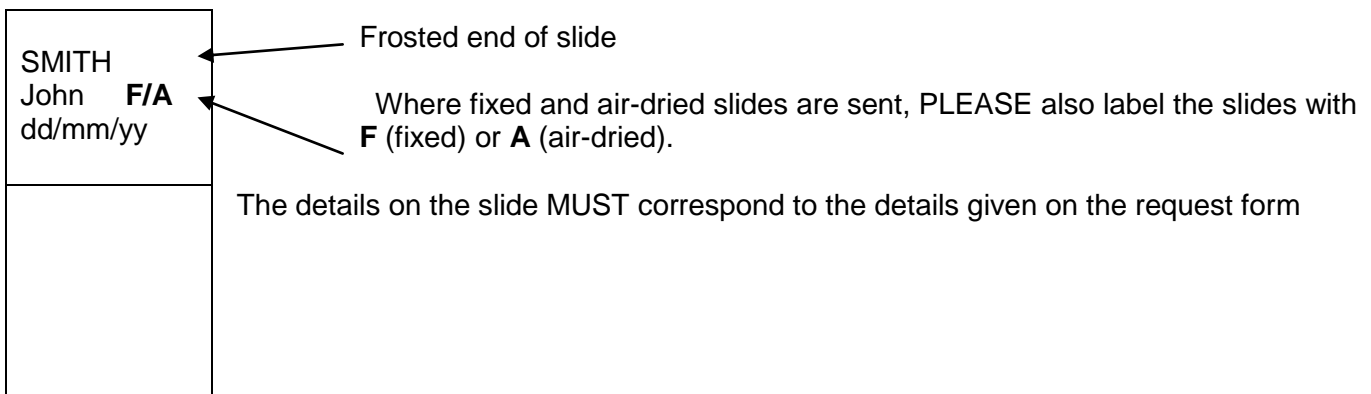 SMITH
John F/A
dd/mm/yy
Frosted end of slide
Where fixed and air-dried slides are sent, PLEASE also label the slides with
F (fixed) or A (air-dried).
The details on the slide MUST correspond to the details given on the request form